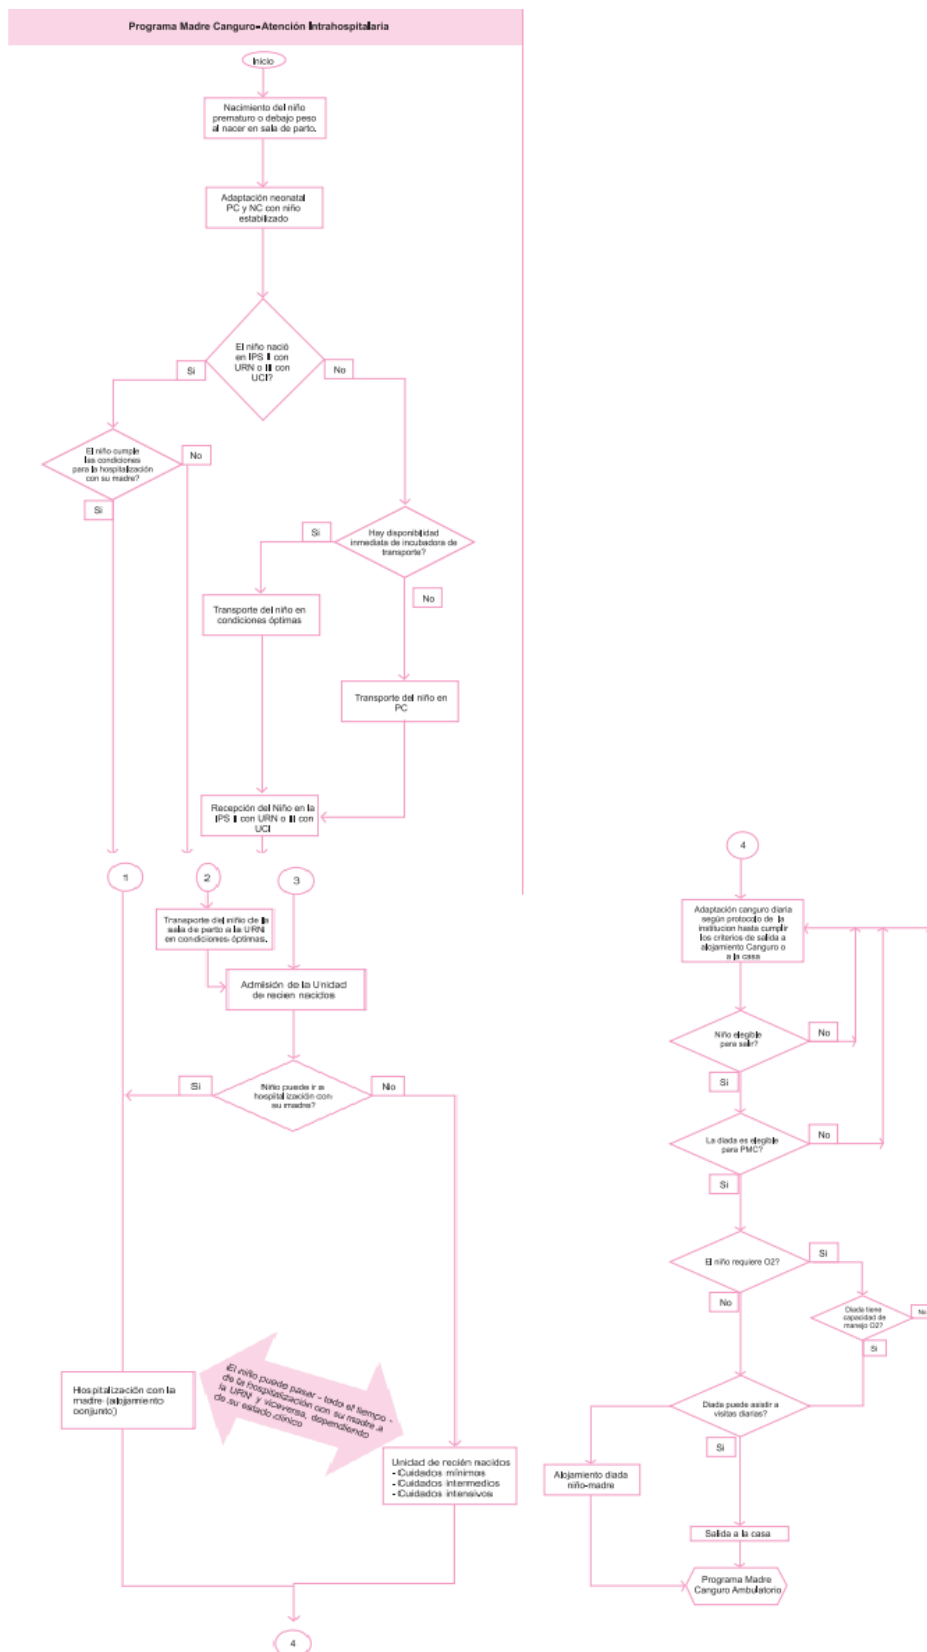 Programa Madre Canguro-Atención Intrahospitalaria
Inicio
Nacimiento del niño
prematuro o debajo peso
al nacer en sala de parto.
Adaptación neonatal
PC y NC con niño
estabilizado
El niño nació
en IPS II con
URN o III con
UCI?
Si
No
El niño cumple
las condiciones
para la hospitalización
con su madre?
No
Si
Hay disponibilidad
inmediata de incubadora de
transporte?
Si
No
Transporte del niño en
condiciones óptimas
Transporte del niño en
PC
Recepción del Niño en la
IPS II con URN o III con
UCI
1
2
3
Transporte del niño de la
sala de parto a la URN
en condiciones óptimas.
Admisión de la Unidad
de recien nacidos
Niño puede ir a
hospitalización con
su madre?
Si
No
Hospitalización con la
madre (alojamiento
conjunto)
El niño puede pasar - todo el tiempo -
de la hospitalización con su madre a
la URN y viceversa, dependiendo
de su estado clínico
Unidad de recién nacidos
- Cuidados mínimos
- Cuidados intermedios
- Cuidados intensivos
4
4
Adaptación canguro diaria
según protocolo de la
institucion hasta cumplir
los criterios de salida a
alojamiento Canguro o
a la casa
Niño elegible
para salir?
No
Si
La diada es elegible
para PMC?
No
Si
El niño requiere O2?
Si
No
Diada tiene
capacidad de
manejo O2?
No
Si
Diada puede asistir a
visitas diarias?
Si
Alojamiento diada
niño-madre
Salida a la casa
Programa Madre
Canguro Ambulatorio